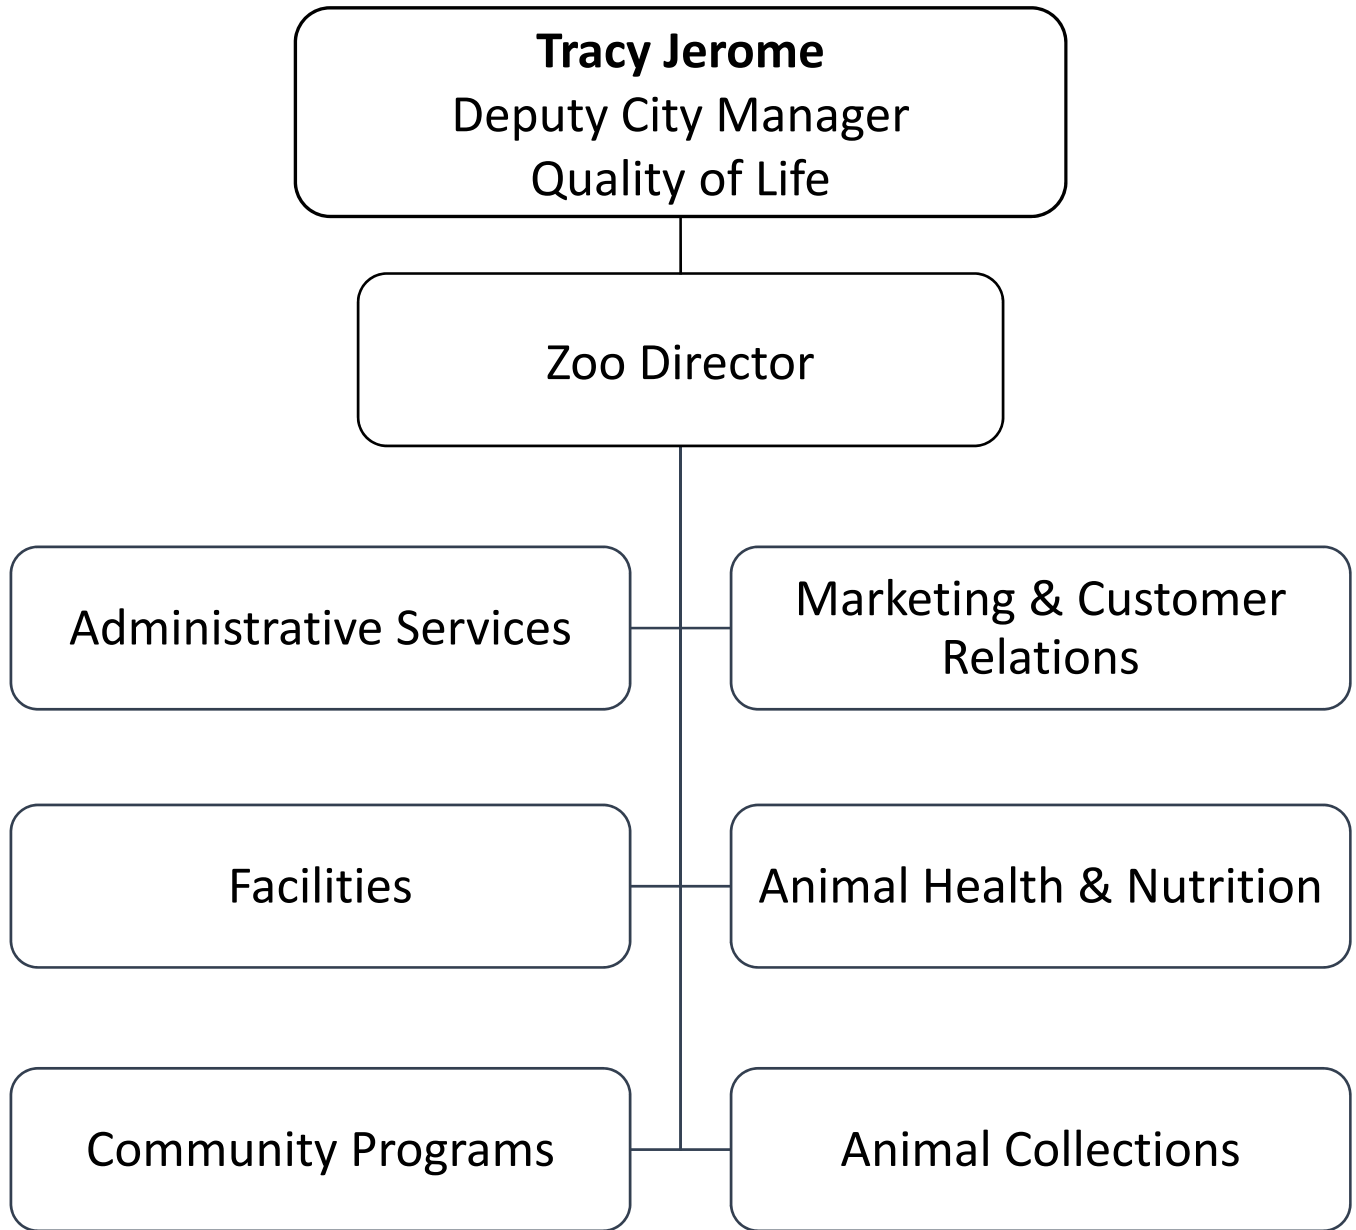 Tracy Jerome
Deputy City Manager
Quality of Life
Zoo Director
Administrative Services
Marketing & Customer
Relations
Facilities
Animal Health & Nutrition
Community Programs
Animal Collections